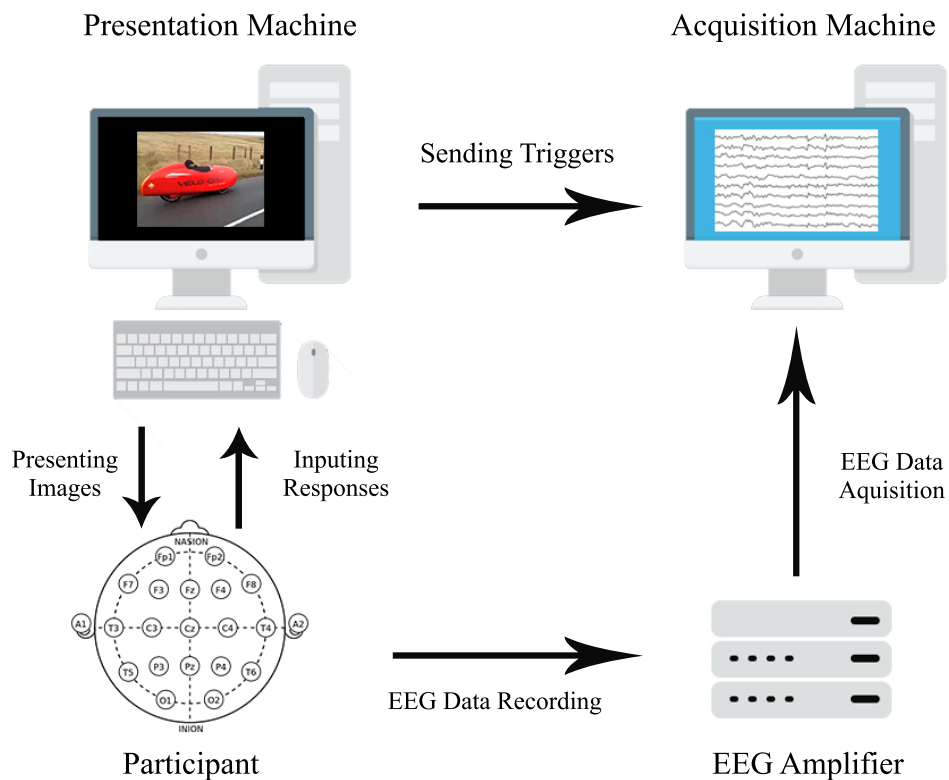 Presentation Machine
Acquisition Machine
VELO
Sending Triggers
Presenting
Images
Inputing
Responses
EEG Data
Aquisition
NASION
Fp1 Fp2
F7 F3 Fz F4 F8
A1 T3 C3 Cz C4 T4 A2
T5 P3 Pz P4 T6
O1 O2
INION
EEG Data Recording
Participant
EEG Amplifier